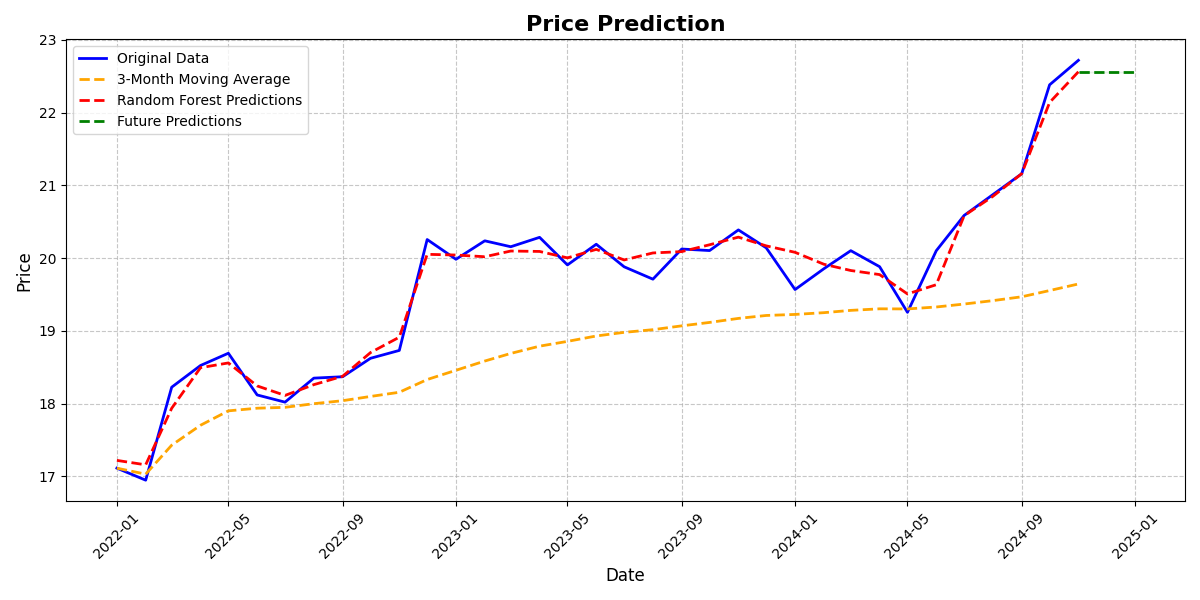 Price Prediction
Original Data
3-Month Moving Average
Random Forest Predictions
Future Predictions
Price
23
22
21
20
19
18
17
2022-01
2022-05
2022-09
2023-01
2023-05
2023-09
2024-01
2024-05
2024-09
2025-01
Date